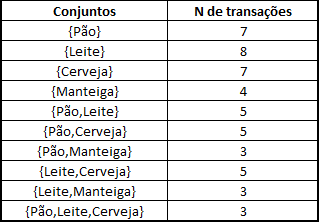 Conjuntos N de transações
{Pão} 7
{Leite} 8
{Cerveja} 7
{Manteiga} 4
{Pão,Leite} 5
{Pão,Cerveja} 5
{Pão,Manteiga} 3
{Leite,Cerveja} 5
{Leite,Manteiga} 3
{Pão,Leite,Cerveja} 3